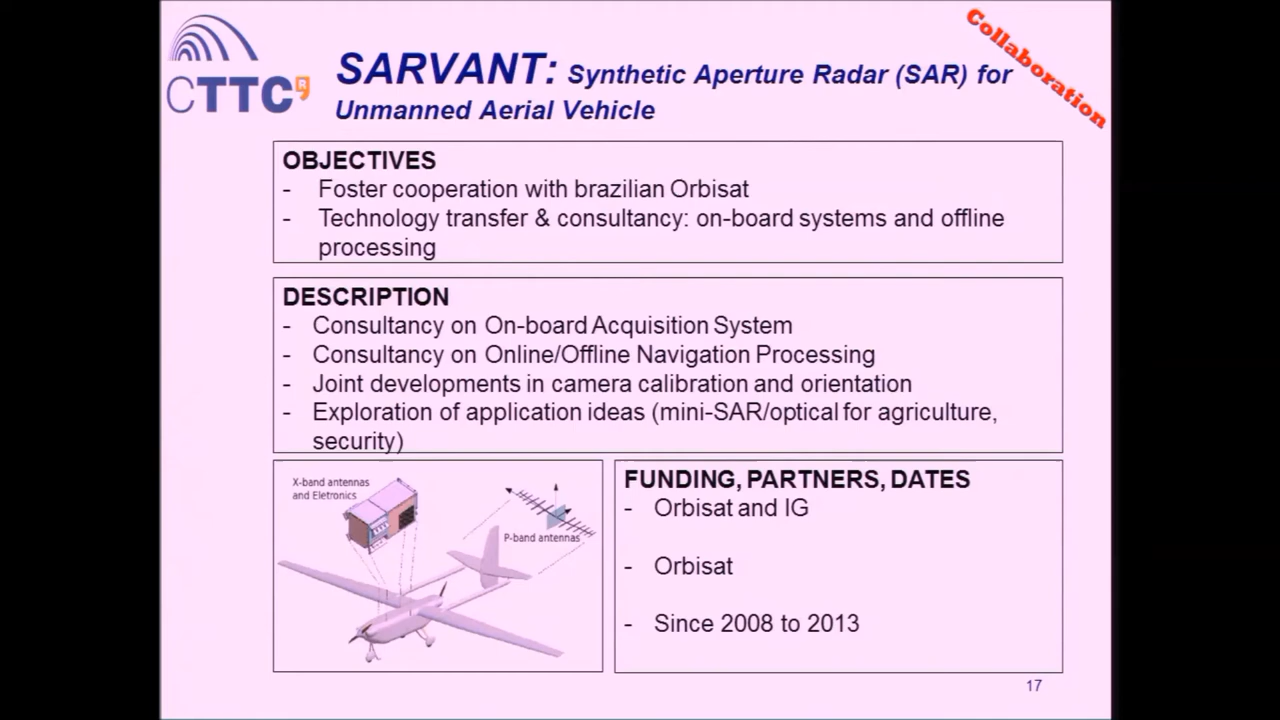 CTTC
R
SARVANT: Synthetic Aperture Radar (SAR) for
Unmanned Aerial Vehicle
Collaboration
OBJECTIVES
- Foster cooperation with brazilian Orbisat
- Technology transfer & consultancy: on-board systems and offline
processing
DESCRIPTION
- Consultancy on On-board Acquisition System
- Consultancy on Online/Offline Navigation Processing
- Joint developments in camera calibration and orientation
- Exploration of application ideas (mini-SAR/optical for agriculture,
security)
X-band antennas
and Eletronics
P-band antennas
FUNDING, PARTNERS, DATES
- Orbisat and IG
- Orbisat
- Since 2008 to 2013
17